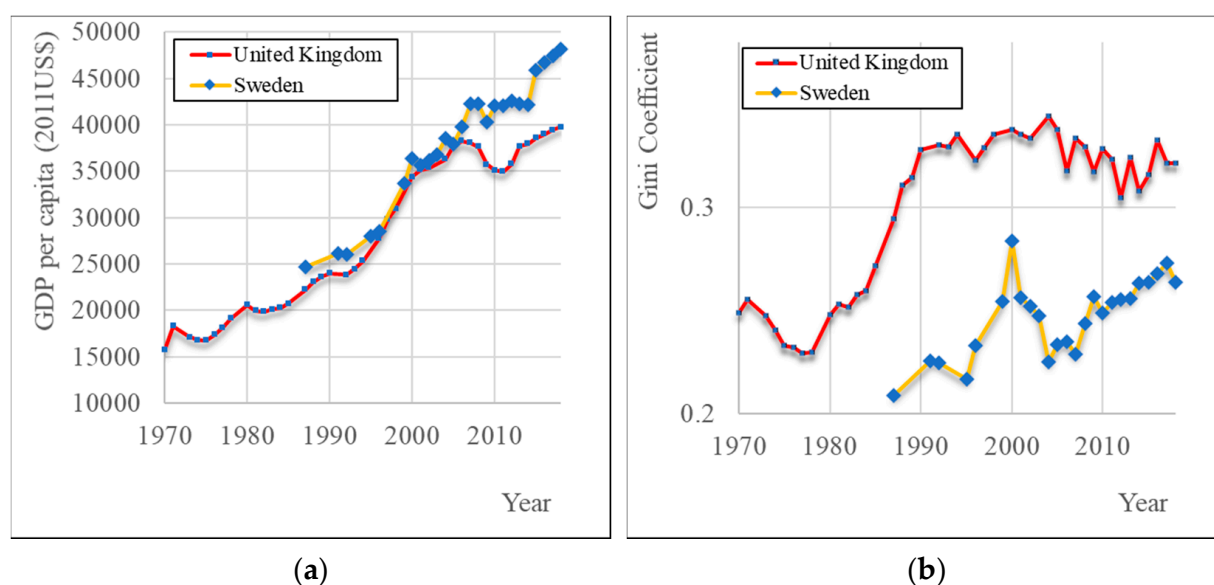 GDP per capita (2011US$)
50000
45000
40000
35000
30000
25000
20000
15000
10000
United Kingdom
Sweden
1970 1980 1990 2000 2010
Year
(a)
Gini Coefficient
0.3
0.2
United Kingdom
Sweden
1970 1980 1990 2000 2010
Year
(b)